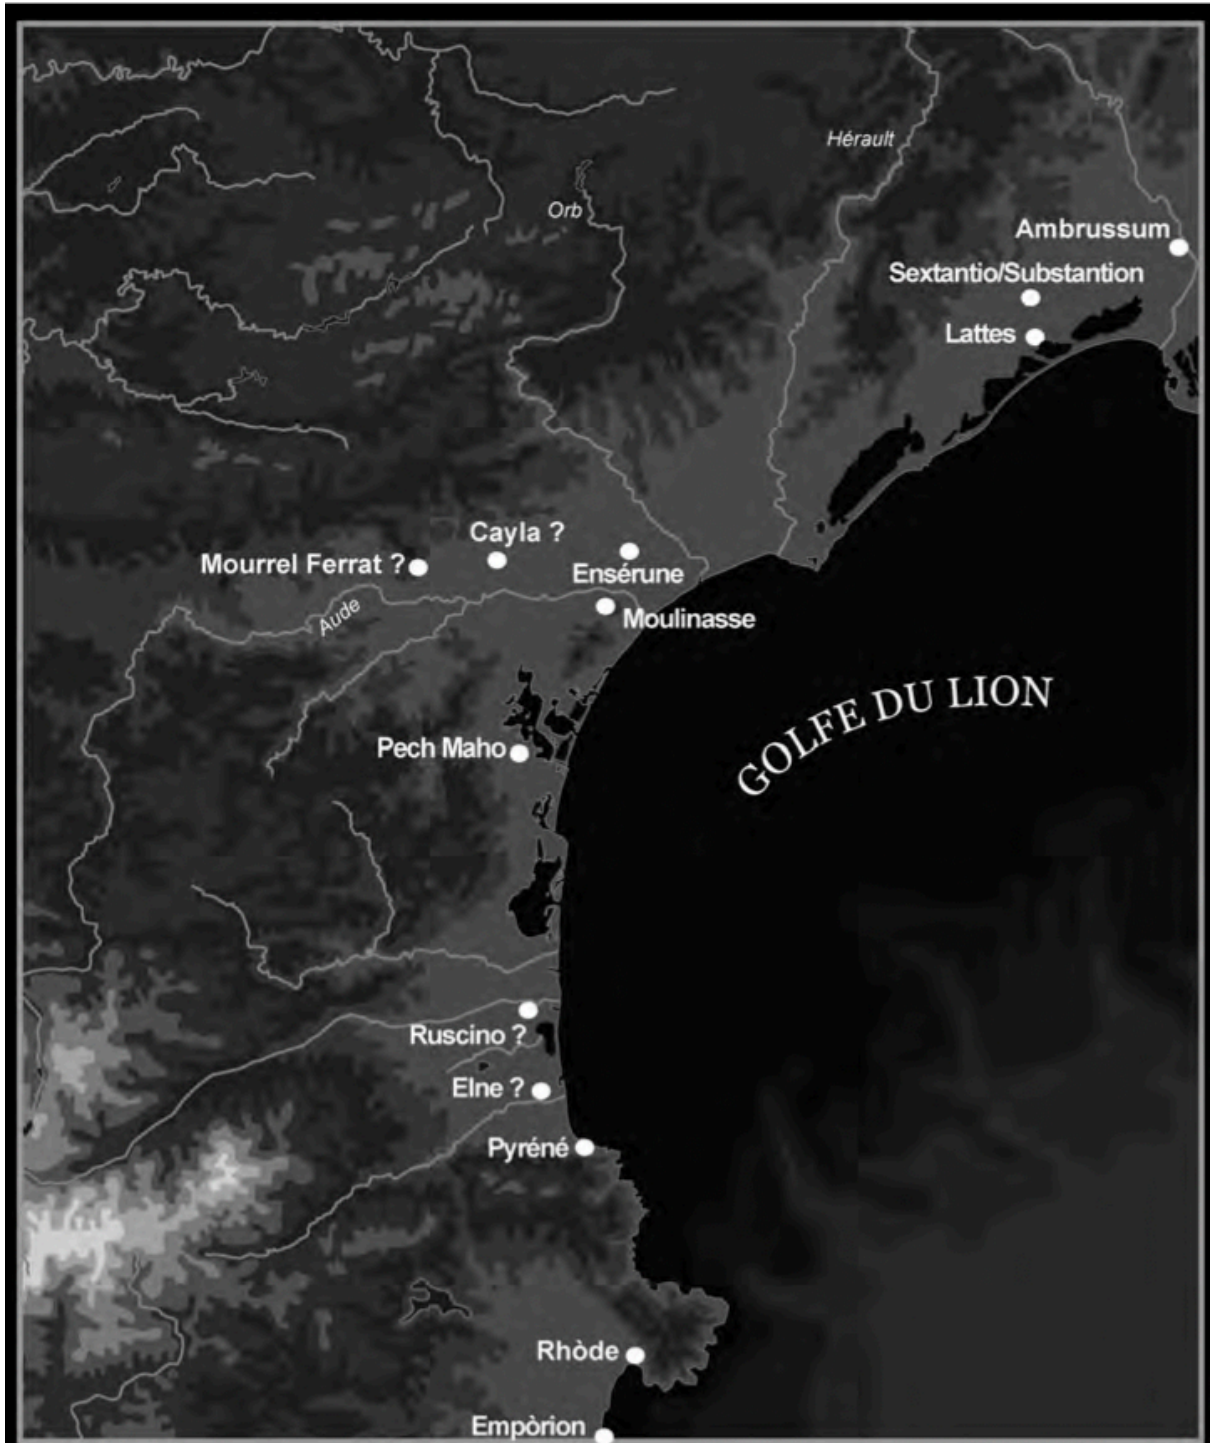 Hérault
Orb
Ambrussum
Sextantio/Substantion
Lattes
Cayla ?
Mourrel Ferrat ?
Ensérune
Aude
Moulinasse
GOLFE DU LION
Pech Maho
Ruscino ?
Elne ?
Pyréné
Rhòde
Empòrion